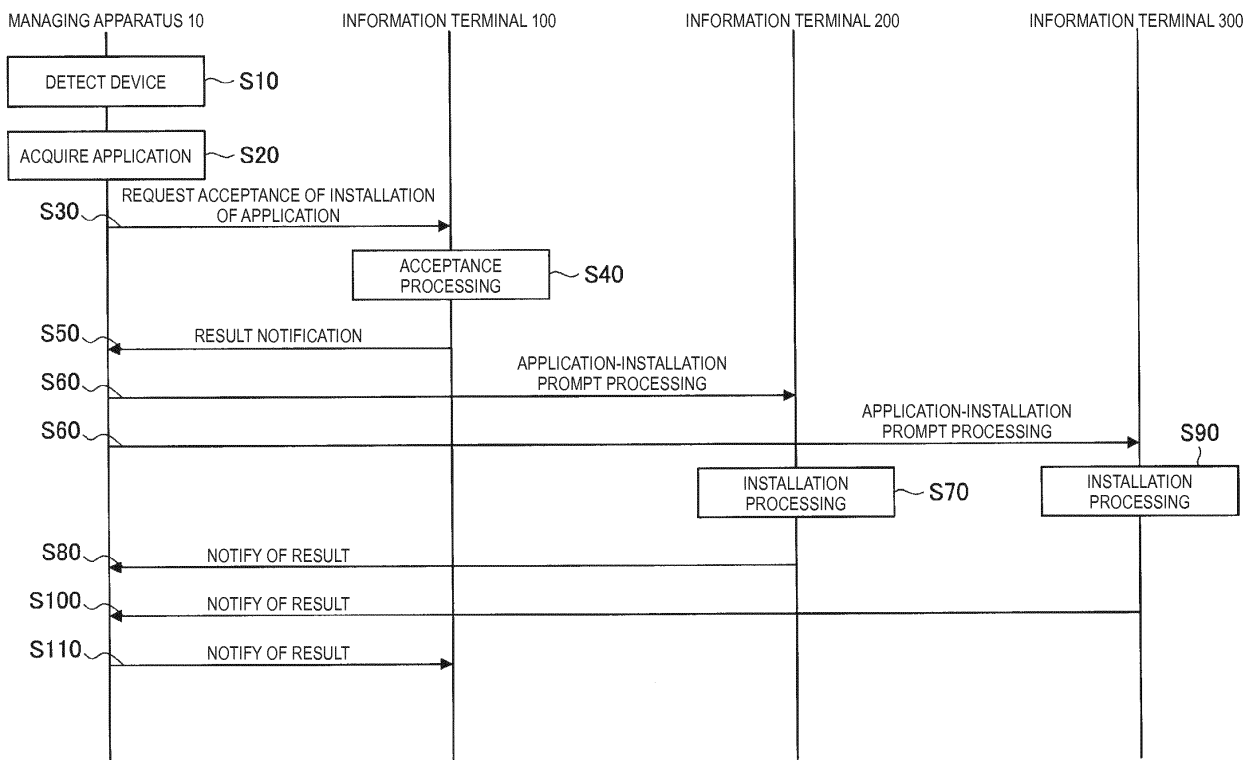 MANAGING APPARATUS 10
INFORMATION TERMINAL 100
INFORMATION TERMINAL 200
INFORMATION TERMINAL 300
DETECT DEVICE
S10
ACQUIRE APPLICATION
S20
REQUEST ACCEPTANCE OF INSTALLATION
OF APPLICATION
S30
ACCEPTANCE
PROCESSING
S40
S50
RESULT NOTIFICATION
APPLICATION-INSTALLATION
PROMPT PROCESSING
S60
APPLICATION-INSTALLATION
PROMPT PROCESSING
S60
S90
INSTALLATION
PROCESSING
S70
INSTALLATION
PROCESSING
S80
NOTIFY OF RESULT
S100
NOTIFY OF RESULT
S110
NOTIFY OF RESULT